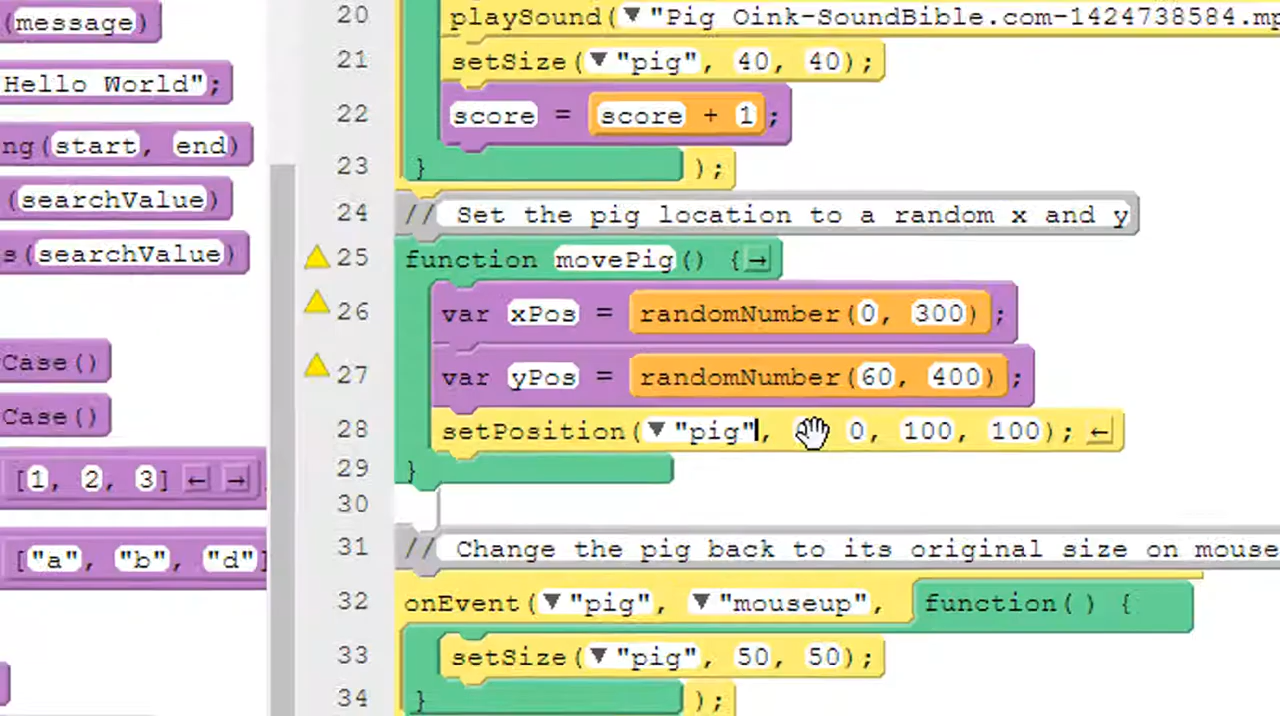 (message)
Hello World";
ng(start, end)
(searchValue)
s(searchValue)
Case()
Case()
[1, 2, 3] ← →
["a", "b", "d"]
20 playSound(▼"Pig Oink-SoundBible.com-1424738584.mp
21 setSize(▼"pig", 40, 40);
22 score = score + 1;
23 } );
24 // Set the pig location to a random x and y
25 function movePig() { →
26 var xPos = randomNumber(0, 300);
27 var yPos = randomNumber(60, 400);
28 setPosition(▼"pig", 0, 100, 100); ←
29 }
30
31 // Change the pig back to its original size on mouse
32 onEvent(▼"pig", ▼"mouseup", function() {
33 setSize(▼"pig", 50, 50);
34 } );